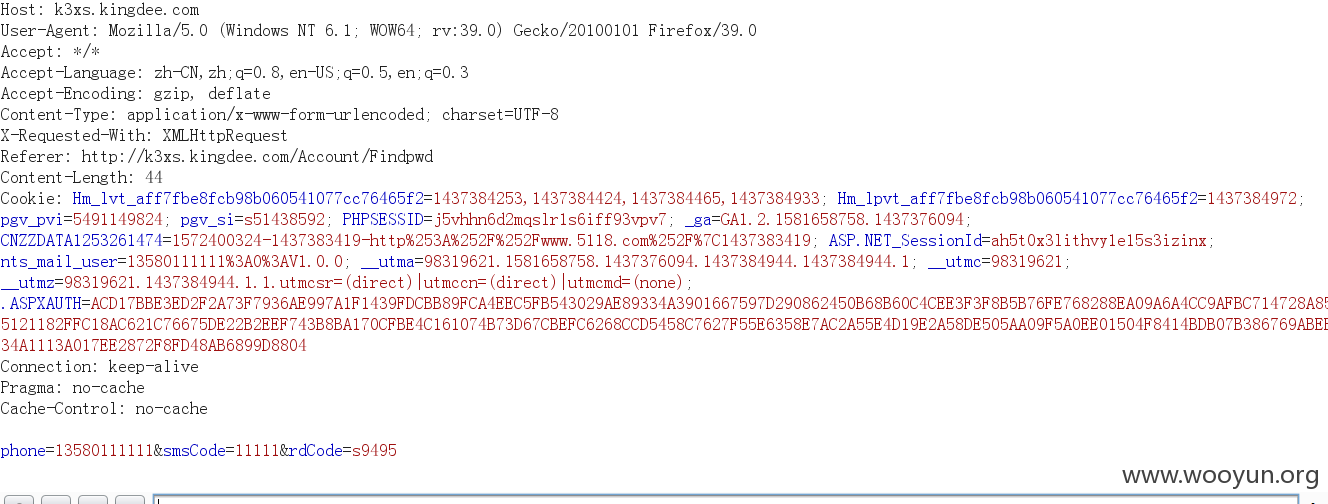 Host: k3xs.kingdee.com
User-Agent: Mozilla/5.0 (Windows NT 6.1; WOW64; rv:39.0) Gecko/20100101 Firefox/39.0
Accept: */*
Accept-Language: zh-CN,zh;q=0.8,en-US;q=0.5,en;q=0.3
Accept-Encoding: gzip, deflate
Content-Type: application/x-www-form-urlencoded; charset=UTF-8
X-Requested-With: XMLHttpRequest
Referer: http://k3xs.kingdee.com/Account/Findpwd
Content-Length: 44
Cookie: Hm_lvt_aff7fbe8fcb98b060541077cc76465f2=1437384253,1437384424,1437384465,1437384933; Hm_lpvt_aff7fbe8fcb98b060541077cc76465f2=1437384972;
pgv_pvi=5491149824; pgv_si=s51438592; PHPSESSID=j5vhhn6d2mqslr1s6iff93vpv7; _ga=GA1.2.1581658758.1437376094;
CNZZDATA1253261474=1572400324-1437383419-http%253A%252F%252Fwww.5118.com%252F%7C1437383419; ASP.NET_SessionId=ah5t0x3lithvy1e15s3izinx;
nts_mail_user=13580111111%3A0%3AV1.0.0; __utma=98319621.1581658758.1437376094.1437384944.1437384944.1; __utmc=98319621;
__utmz=98319621.1437384944.1.1.utmcsr=(direct)|utmccn=(direct)|utmcmd=(none);
.ASPXAUTH=ACD17BBE3ED2F2A73F7936AE997A1F1439FDCBB89FCA4EEC5FB543029AE89334A3901667597D290862450B68B60C4CEE3F3F8B5B76FE768288EA09A6A4CC9AFBC714728A85
5121182FFC18AC621C76675DE22B2EEF743B8BA170CFBE4C161074B73D67CBEFC6268CCD5458C7627F55E6358E7AC2A55E4D19E2A58DE505AA09F5A0EE01504F8414BDB07B386769ABEE
34A1113A017EE2872F8FD48AB6899D8804
Connection: keep-alive
Pragma: no-cache
Cache-Control: no-cache
phone=13580111111&smsCode=11111&rdCode=s9495
www.wooyun.org